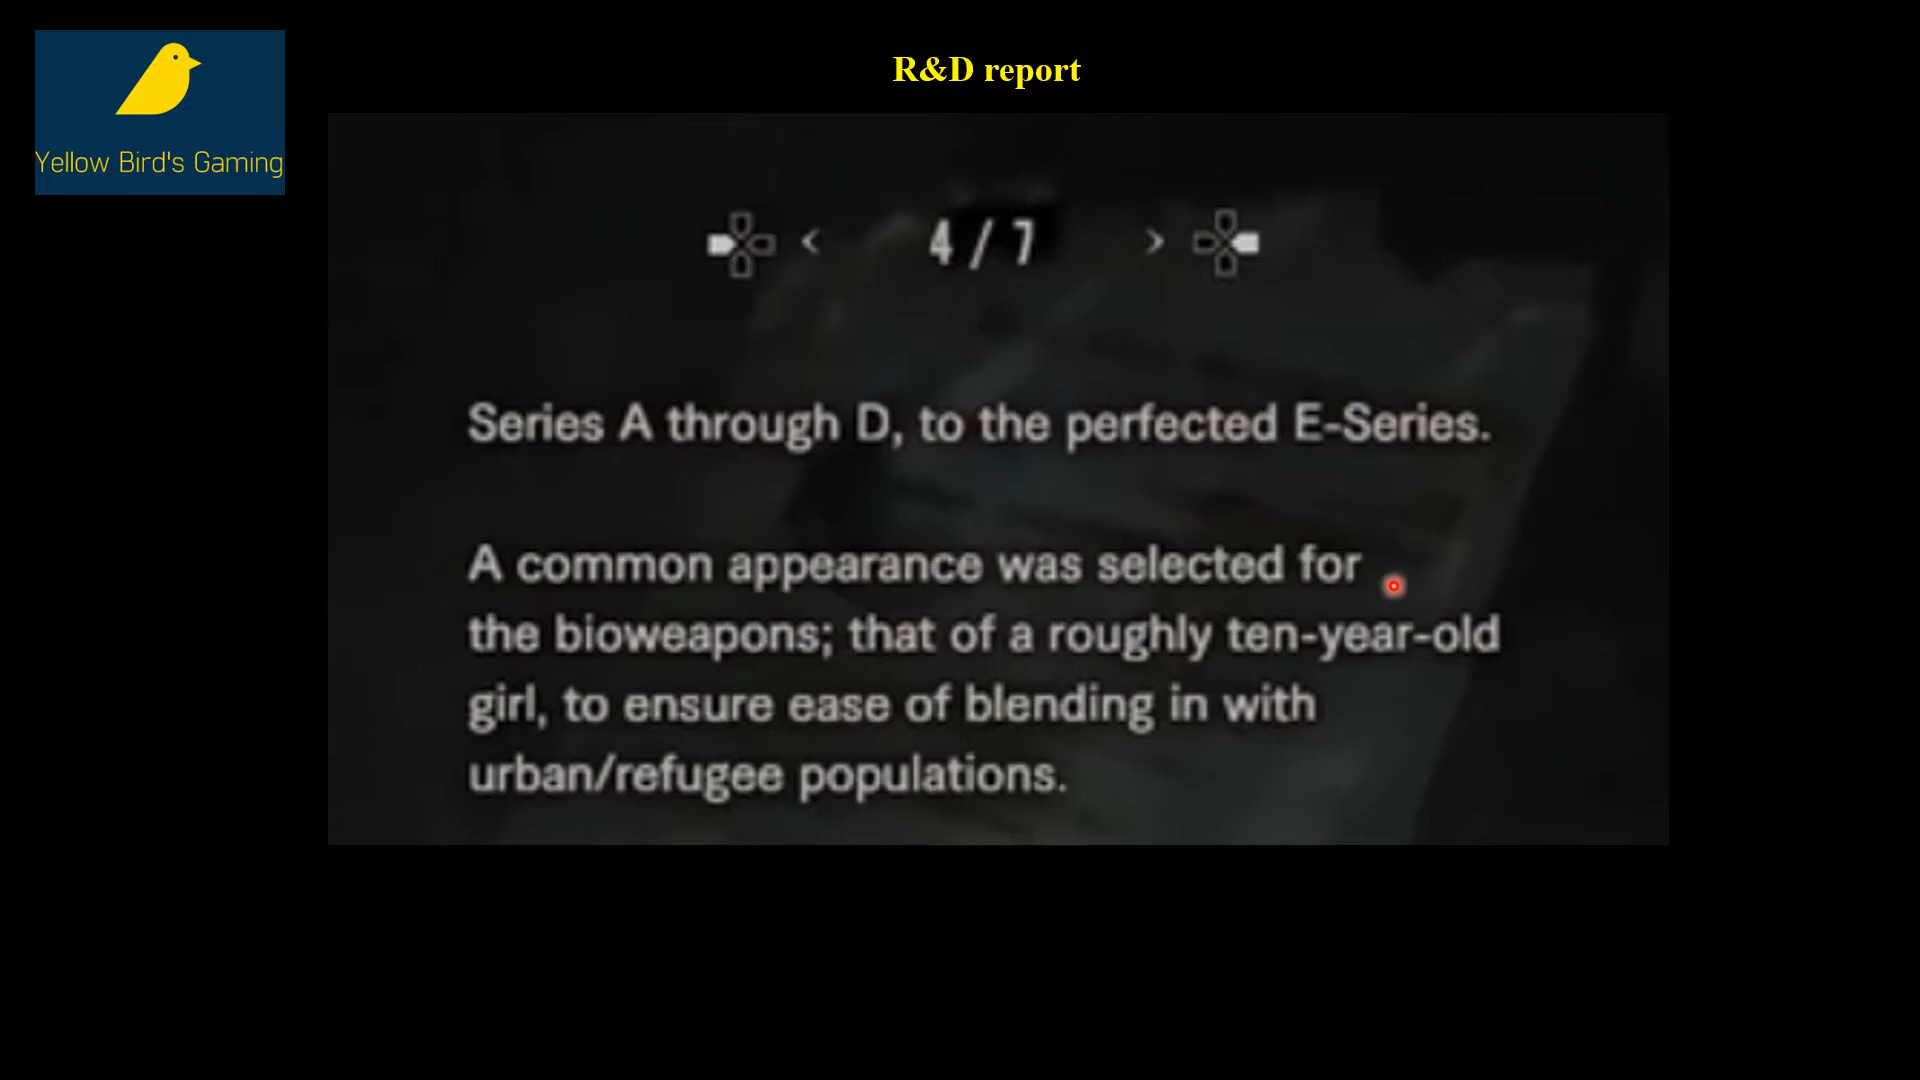 R&D report
Yellow Bird's Gaming
< 4 / 7 >
Series A through D, to the perfected E-Series.
A common appearance was selected for
the bioweapons; that of a roughly ten-year-old
girl, to ensure ease of blending in with
urban/refugee populations.